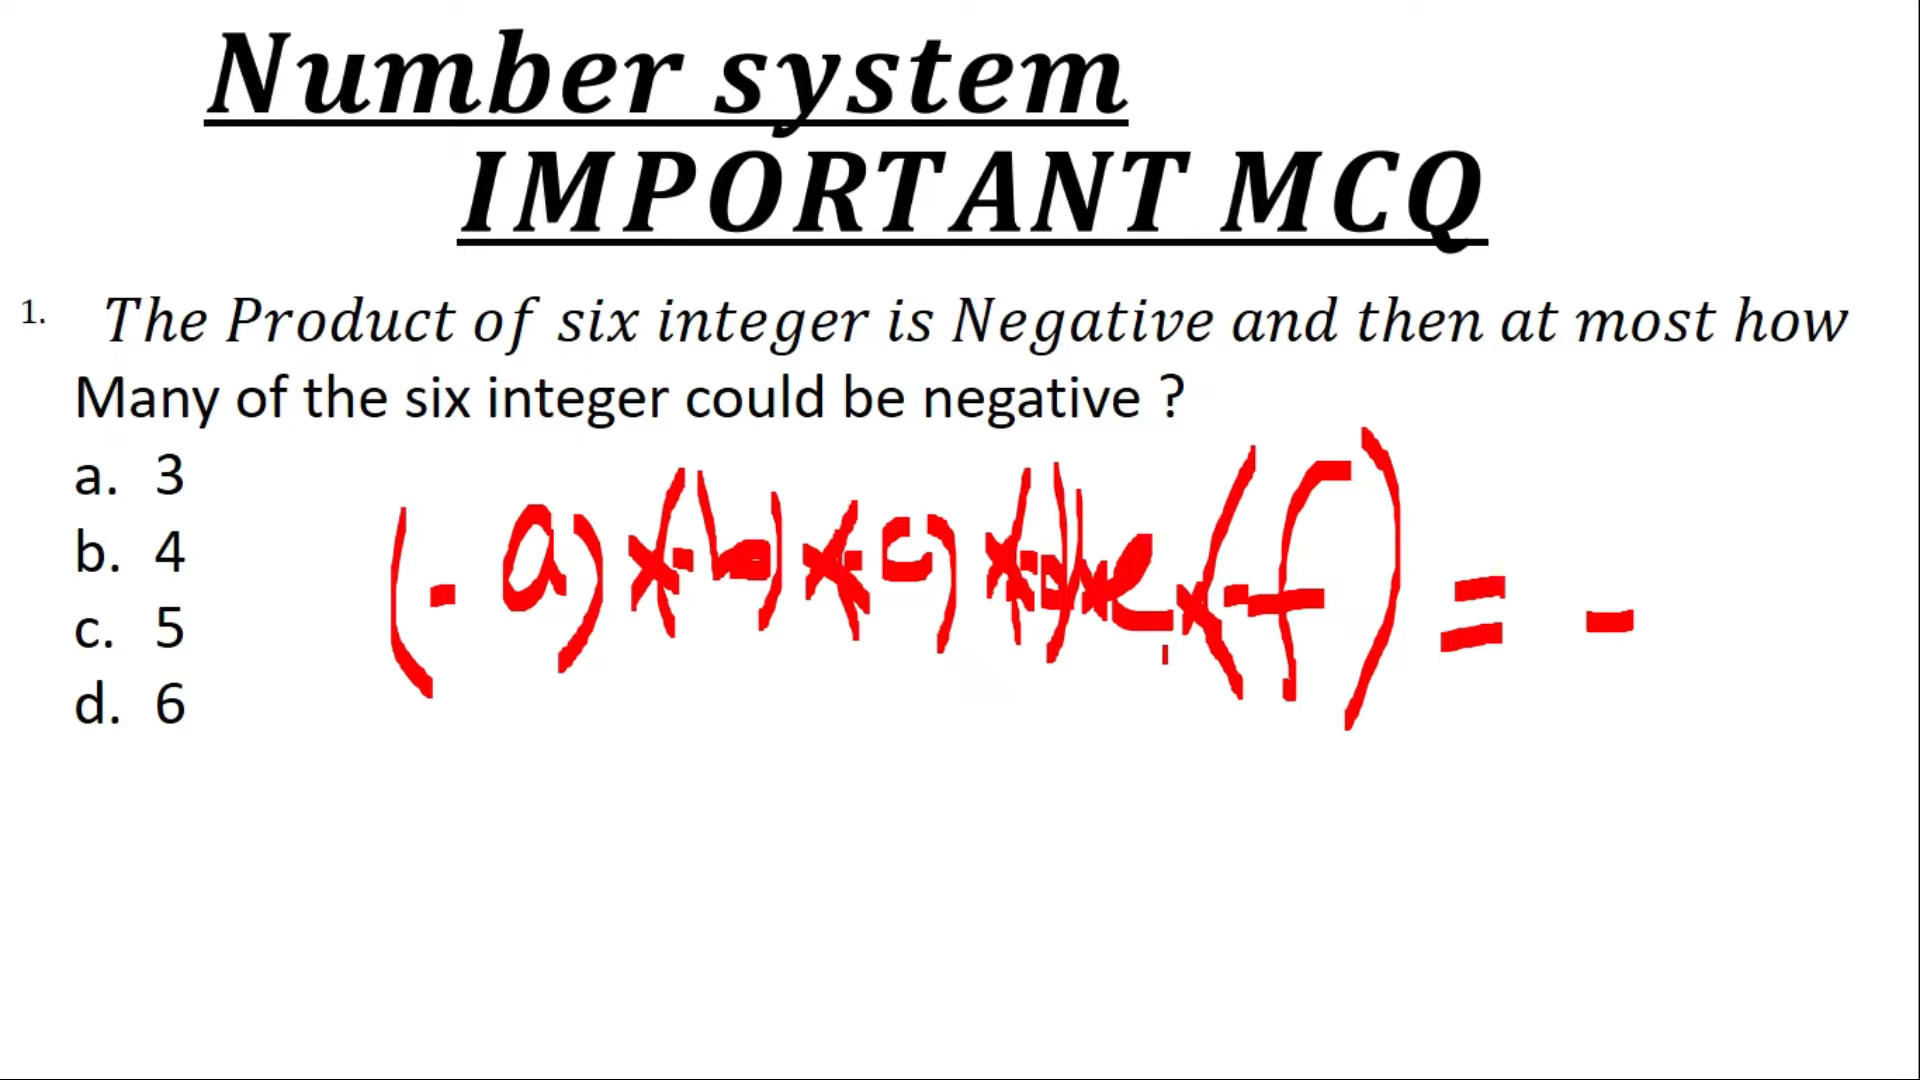 Number system
IMPORTANT MCQ
1. The Product of six integer is Negative and then at most how
Many of the six integer could be negative ?
a. 3
b. 4
c. 5
d. 6
(-a)×(-b)×(-c)×(-d)×e×(-f) = -